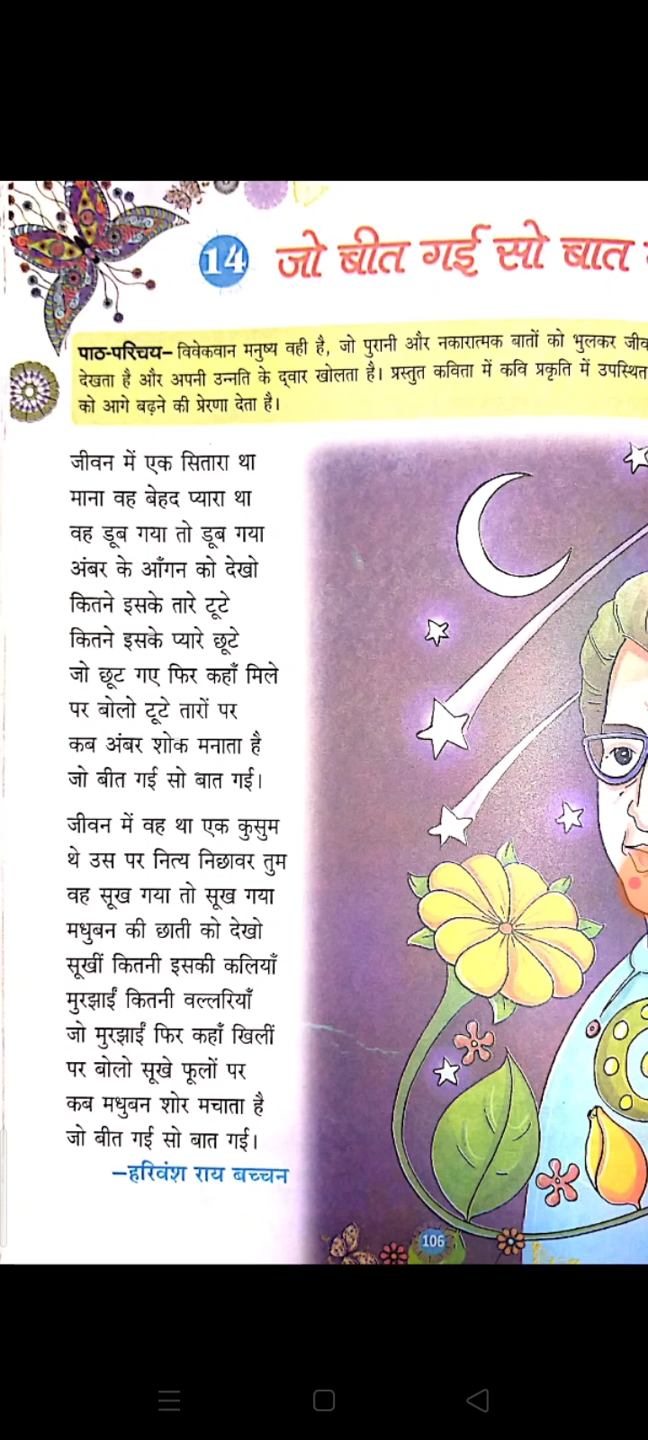 14 जो बीत गई सो बात
पाठ-परिचय– विवेकवान मनुष्य वही है, जो पुरानी और नकारात्मक बातों को भुलकर जीव
देखता है और अपनी उन्नति के द्वार खोलता है। प्रस्तुत कविता में कवि प्रकृति में उपस्थित
को आगे बढ़ने की प्रेरणा देता है।
जीवन में एक सितारा था
माना वह बेहद प्यारा था
वह डूब गया तो डूब गया
अंबर के आँगन को देखो
कितने इसके तारे टूटे
कितने इसके प्यारे छूटे
जो छूट गए फिर कहाँ मिले
पर बोलो टूटे तारों पर
कब अंबर शोक मनाता है
जो बीत गई सो बात गई।
जीवन में वह था एक कुसुम
थे उस पर नित्य निछावर तुम
वह सूख गया तो सूख गया
मधुबन की छाती को देखो
सूखीं कितनी इसकी कलियाँ
मुरझाईं कितनी वल्लरियाँ
जो मुरझाईं फिर कहाँ खिलीं
पर बोलो सूखे फूलों पर
कब मधुबन शोर मचाता है
जो बीत गई सो बात गई।
–हरिवंश राय बच्चन
106